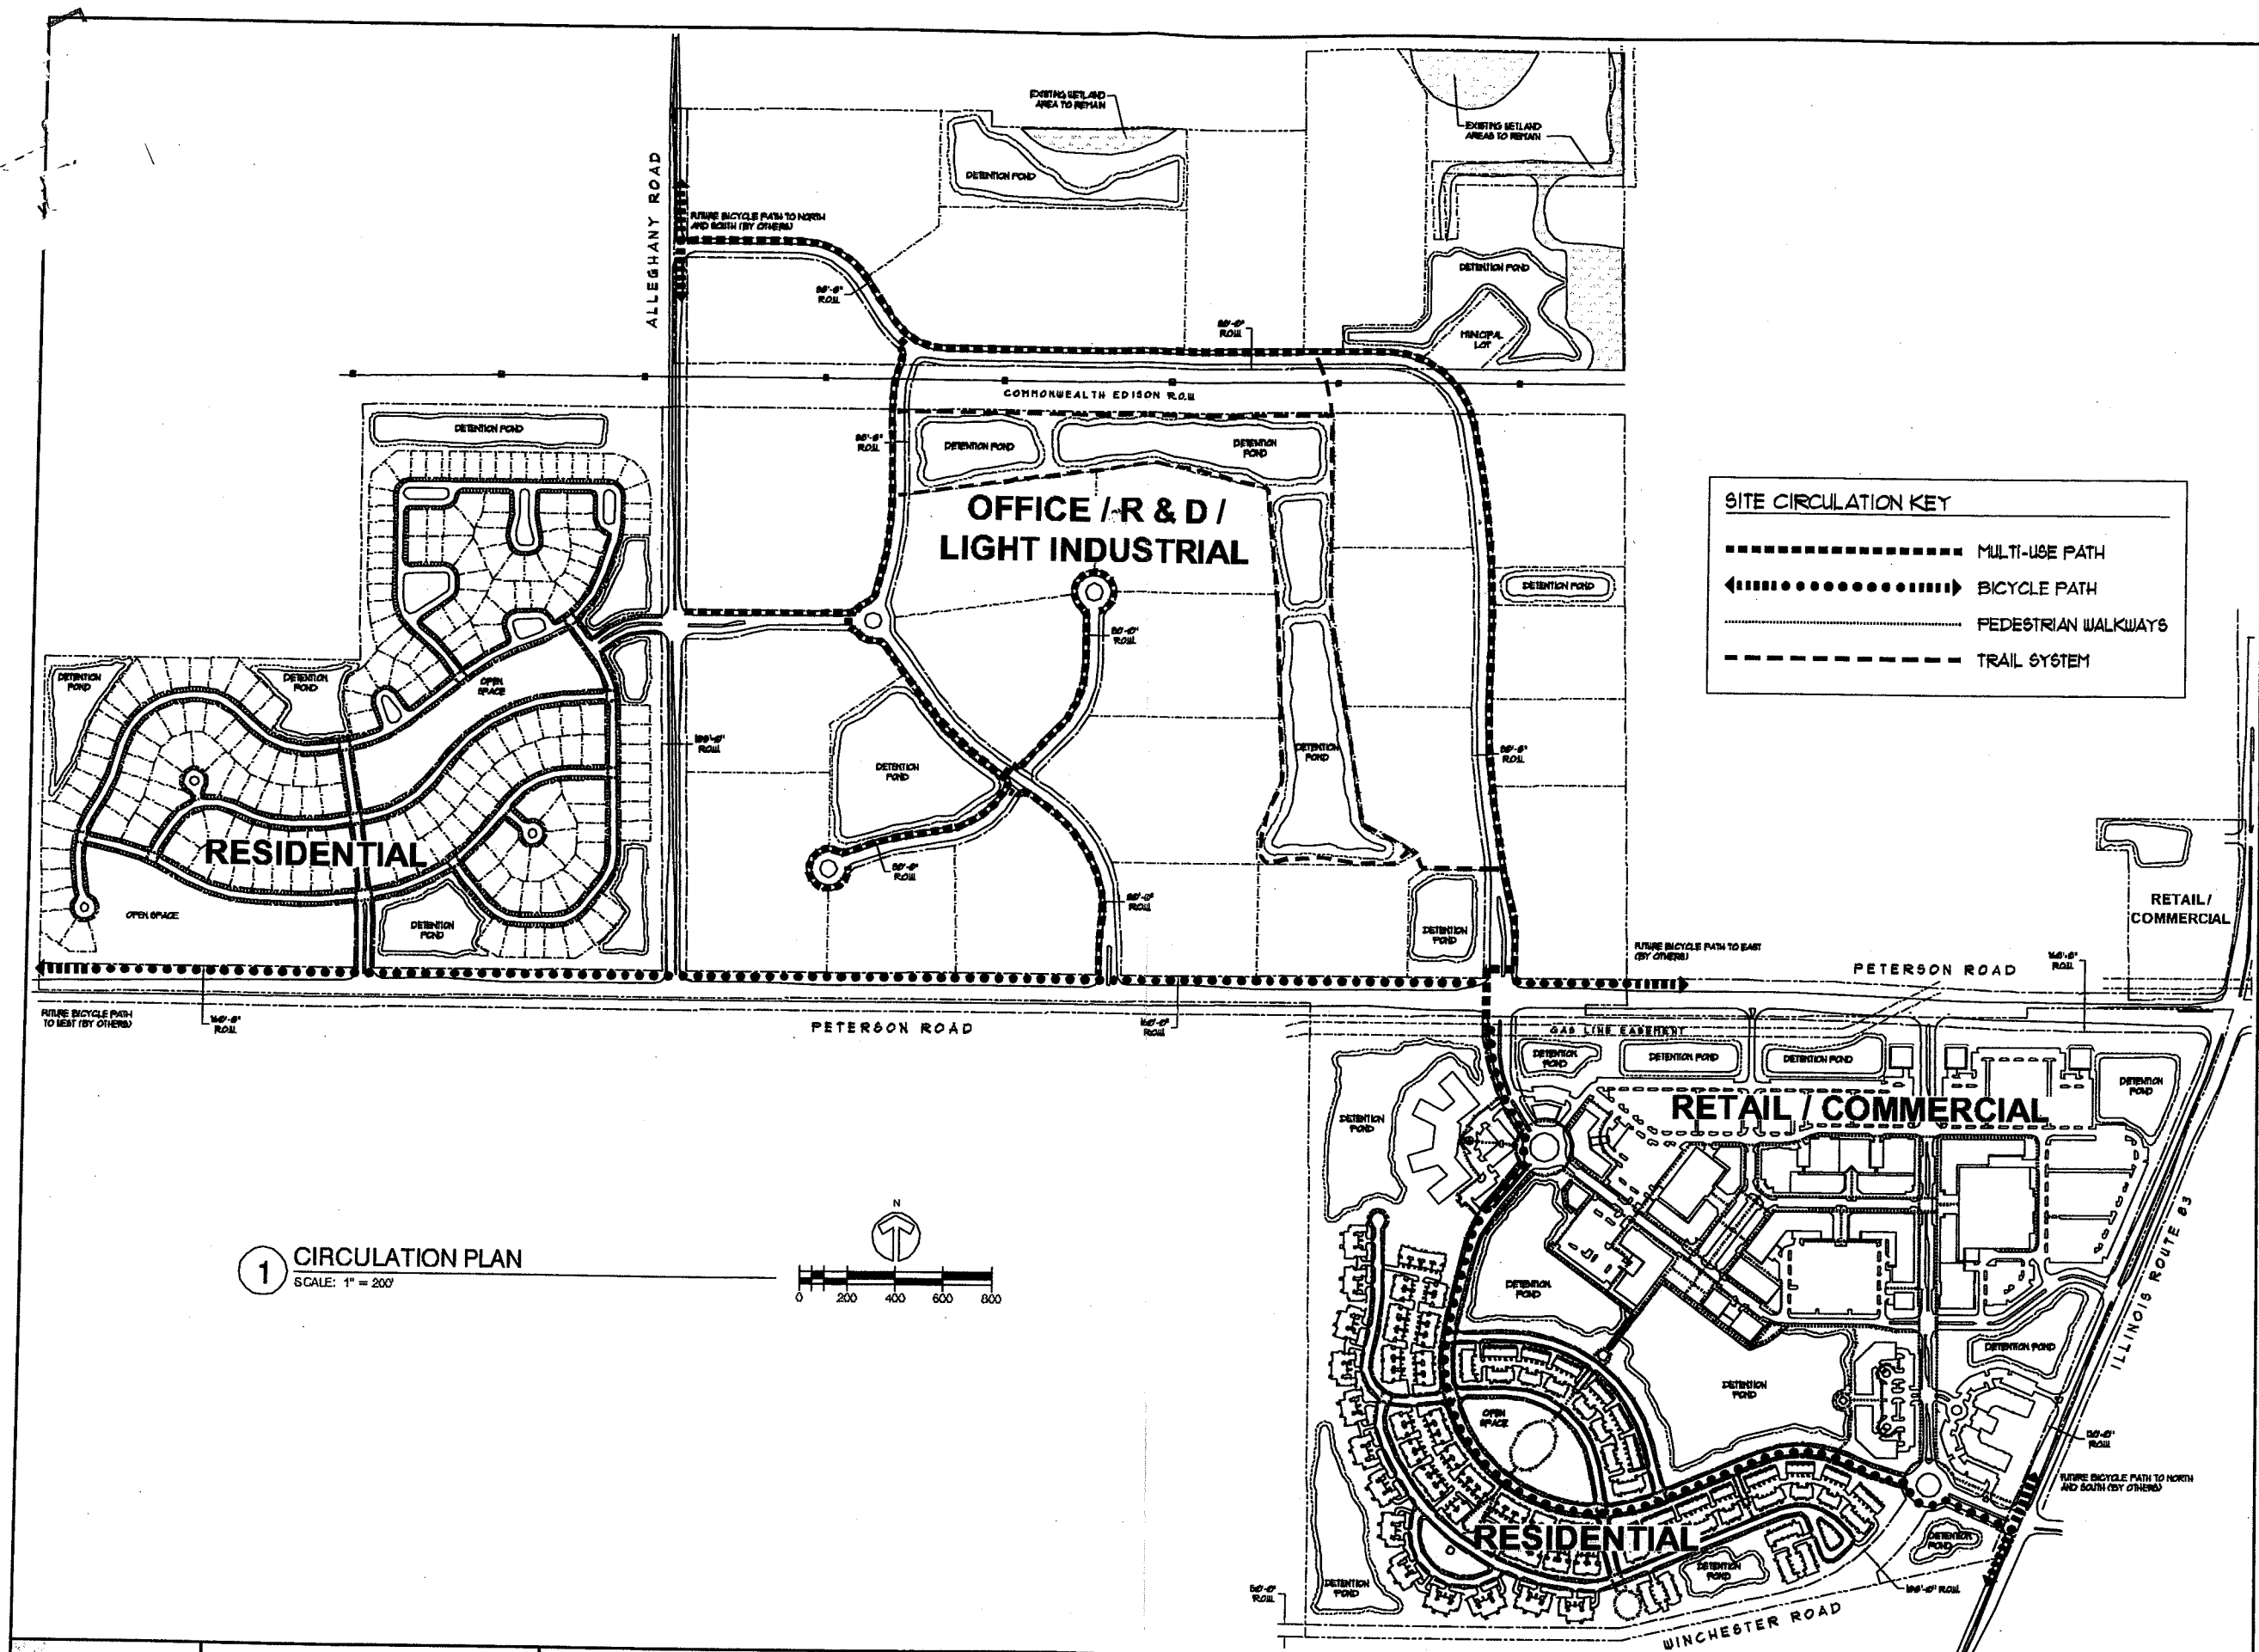 EXISTING WETLAND
AREA TO REMAIN
EXISTING WETLAND
AREAS TO REMAIN
DETENTION POND
ALLEGHANY ROAD
FUTURE BICYCLE PATH TO NORTH
AND SOUTH (BY OTHERS)
DETENTION POND
R.O.W.
MUNICIPAL
LOT
R.O.W.
COMMONWEALTH EDISON R.O.W.
DETENTION POND
R.O.W.
DETENTION POND
DETENTION
POND
OFFICE / R & D /
LIGHT INDUSTRIAL
SITE CIRCULATION KEY
MULTI-USE PATH
BICYCLE PATH
PEDESTRIAN WALKWAYS
TRAIL SYSTEM
DETENTION POND
R.O.W.
DETENTION
POND
DETENTION
POND
OPEN
SPACE
R.O.W.
DETENTION
POND
DETENTION
POND
R.O.W.
RESIDENTIAL
R.O.W.
R.O.W.
OPEN SPACE
DETENTION
POND
DETENTION
POND
RETAIL/
COMMERCIAL
FUTURE BICYCLE PATH TO EAST
(BY OTHERS)
PETERSON ROAD
R.O.W.
FUTURE BICYCLE PATH
TO WEST (BY OTHERS)
R.O.W.
PETERSON ROAD
R.O.W.
GAS LINE EASEMENT
DETENTION
POND
DETENTION POND
DETENTION POND
DETENTION
POND
RETAIL / COMMERCIAL
DETENTION
POND
N
1
CIRCULATION PLAN
SCALE: 1" = 200'
0 200 400 600 800
DETENTION
POND
ILLINOIS ROUTE 83
DETENTION POND
DETENTION
POND
OPEN
SPACE
R.O.W.
FUTURE BICYCLE PATH TO NORTH
AND SOUTH (BY OTHERS)
RESIDENTIAL
DETENTION
POND
DETENTION
POND
DETENTION
POND
R.O.W.
R.O.W.
WINCHESTER ROAD